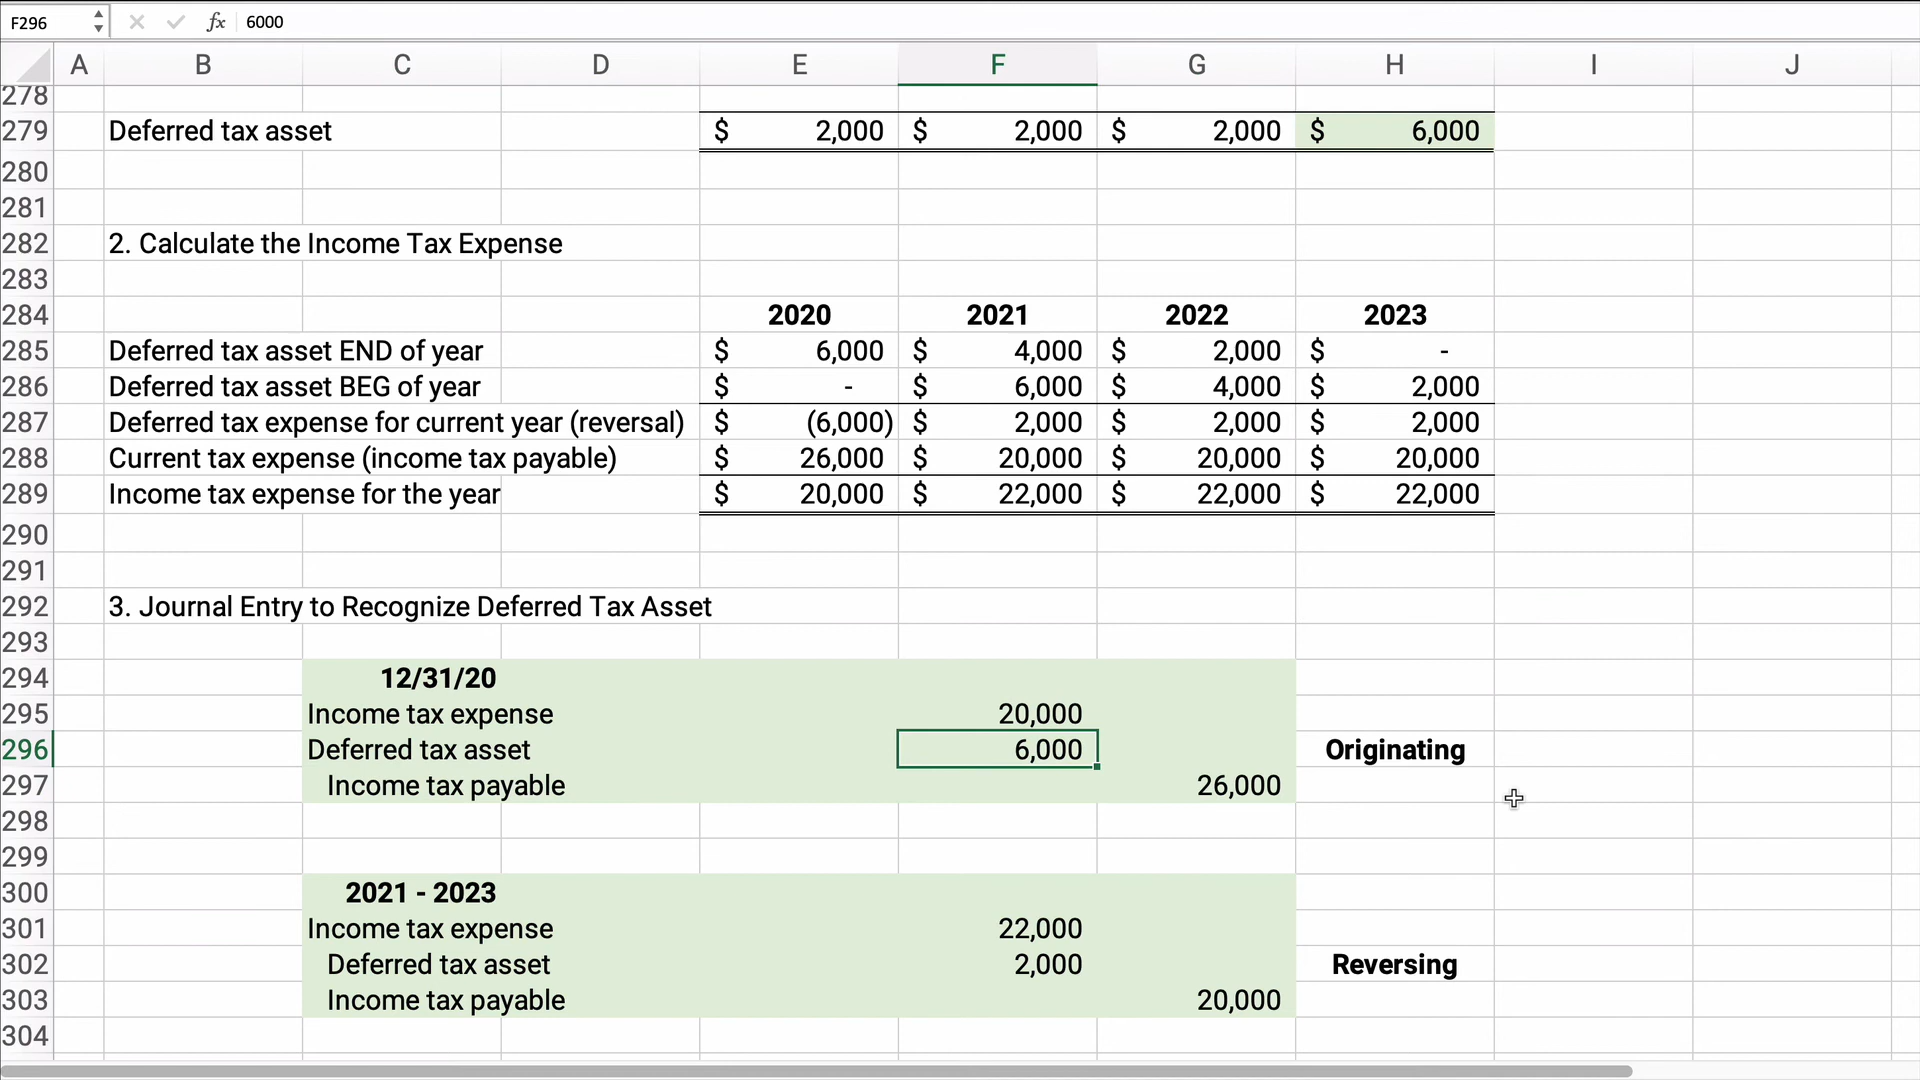 F296 fx 6000
A B C D E F G H I J
278
279 Deferred tax asset $ 2,000 $ 2,000 $ 2,000 $ 6,000
280
281
282 2. Calculate the Income Tax Expense
283
284 2020 2021 2022 2023
285 Deferred tax asset END of year $ 6,000 $ 4,000 $ 2,000 $ -
286 Deferred tax asset BEG of year $ - $ 6,000 $ 4,000 $ 2,000
287 Deferred tax expense for current year (reversal) $ (6,000) $ 2,000 $ 2,000 $ 2,000
288 Current tax expense (income tax payable) $ 26,000 $ 20,000 $ 20,000 $ 20,000
289 Income tax expense for the year $ 20,000 $ 22,000 $ 22,000 $ 22,000
290
291
292 3. Journal Entry to Recognize Deferred Tax Asset
293
294 12/31/20
295 Income tax expense 20,000
296 Deferred tax asset 6,000 Originating
297 Income tax payable 26,000
298
299
300 2021 - 2023
301 Income tax expense 22,000
302 Deferred tax asset 2,000 Reversing
303 Income tax payable 20,000
304